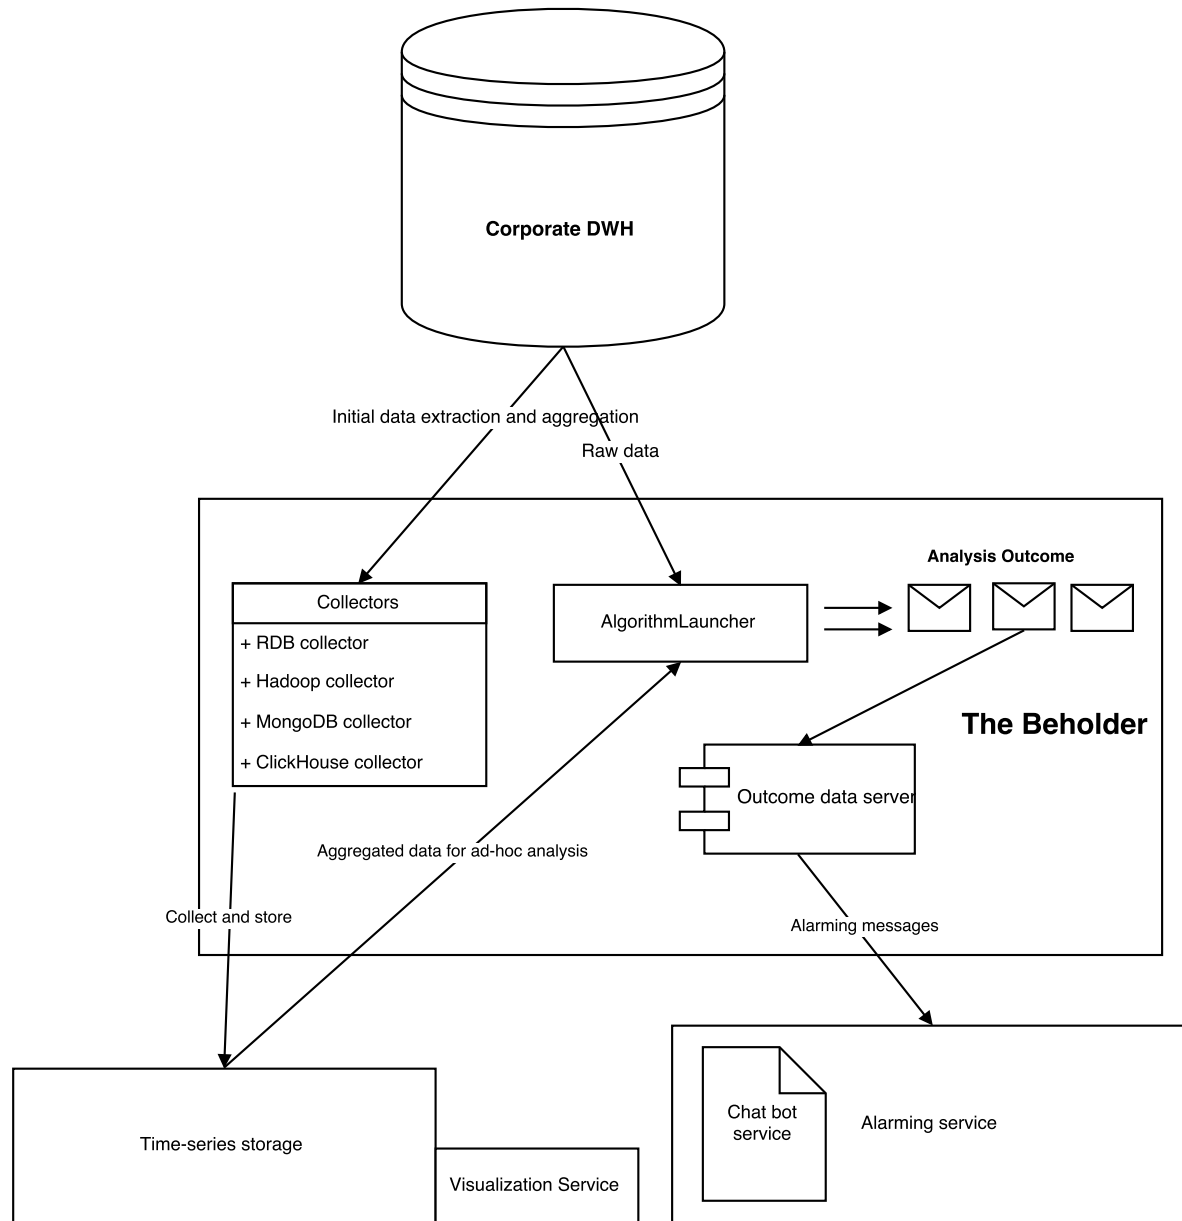 Corporate DWH
Initial data extraction and aggregation
Raw data
Analysis Outcome
Collectors
+ RDB collector
+ Hadoop collector
+ MongoDB collector
+ ClickHouse collector
AlgorithmLauncher
The Beholder
Outcome data server
Aggregated data for ad-hoc analysis
Collect and store
Alarming messages
Time-series storage
Visualization Service
Chat bot
service
Alarming service